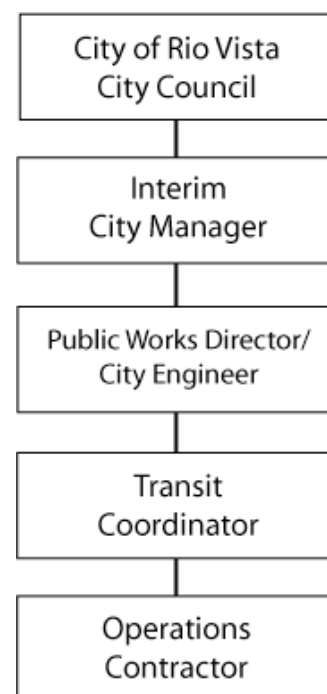 City of Rio Vista
City Council
Interim
City Manager
Public Works Director/
City Engineer
Transit
Coordinator
Operations
Contractor